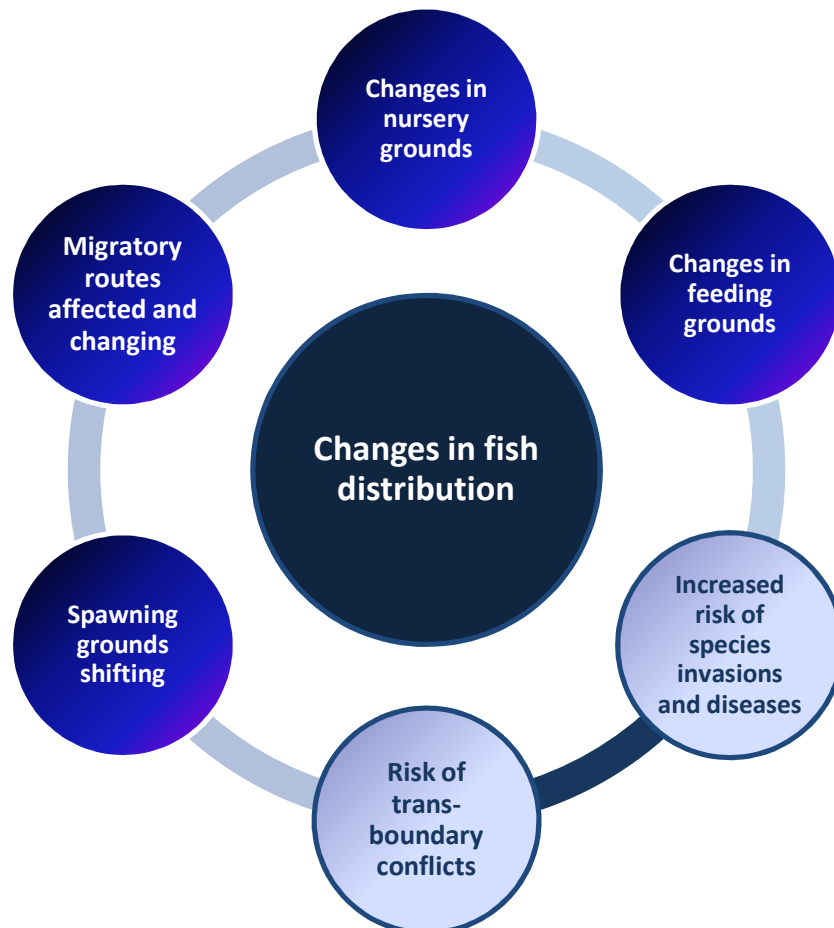 Changes in
nursery
grounds
Migratory
routes
affected and
changing
Changes in
feeding
grounds
Changes in fish
distribution
Spawning
grounds
shifting
Increased
risk of
species
invasions
and diseases
Risk of
trans-
boundary
conflicts